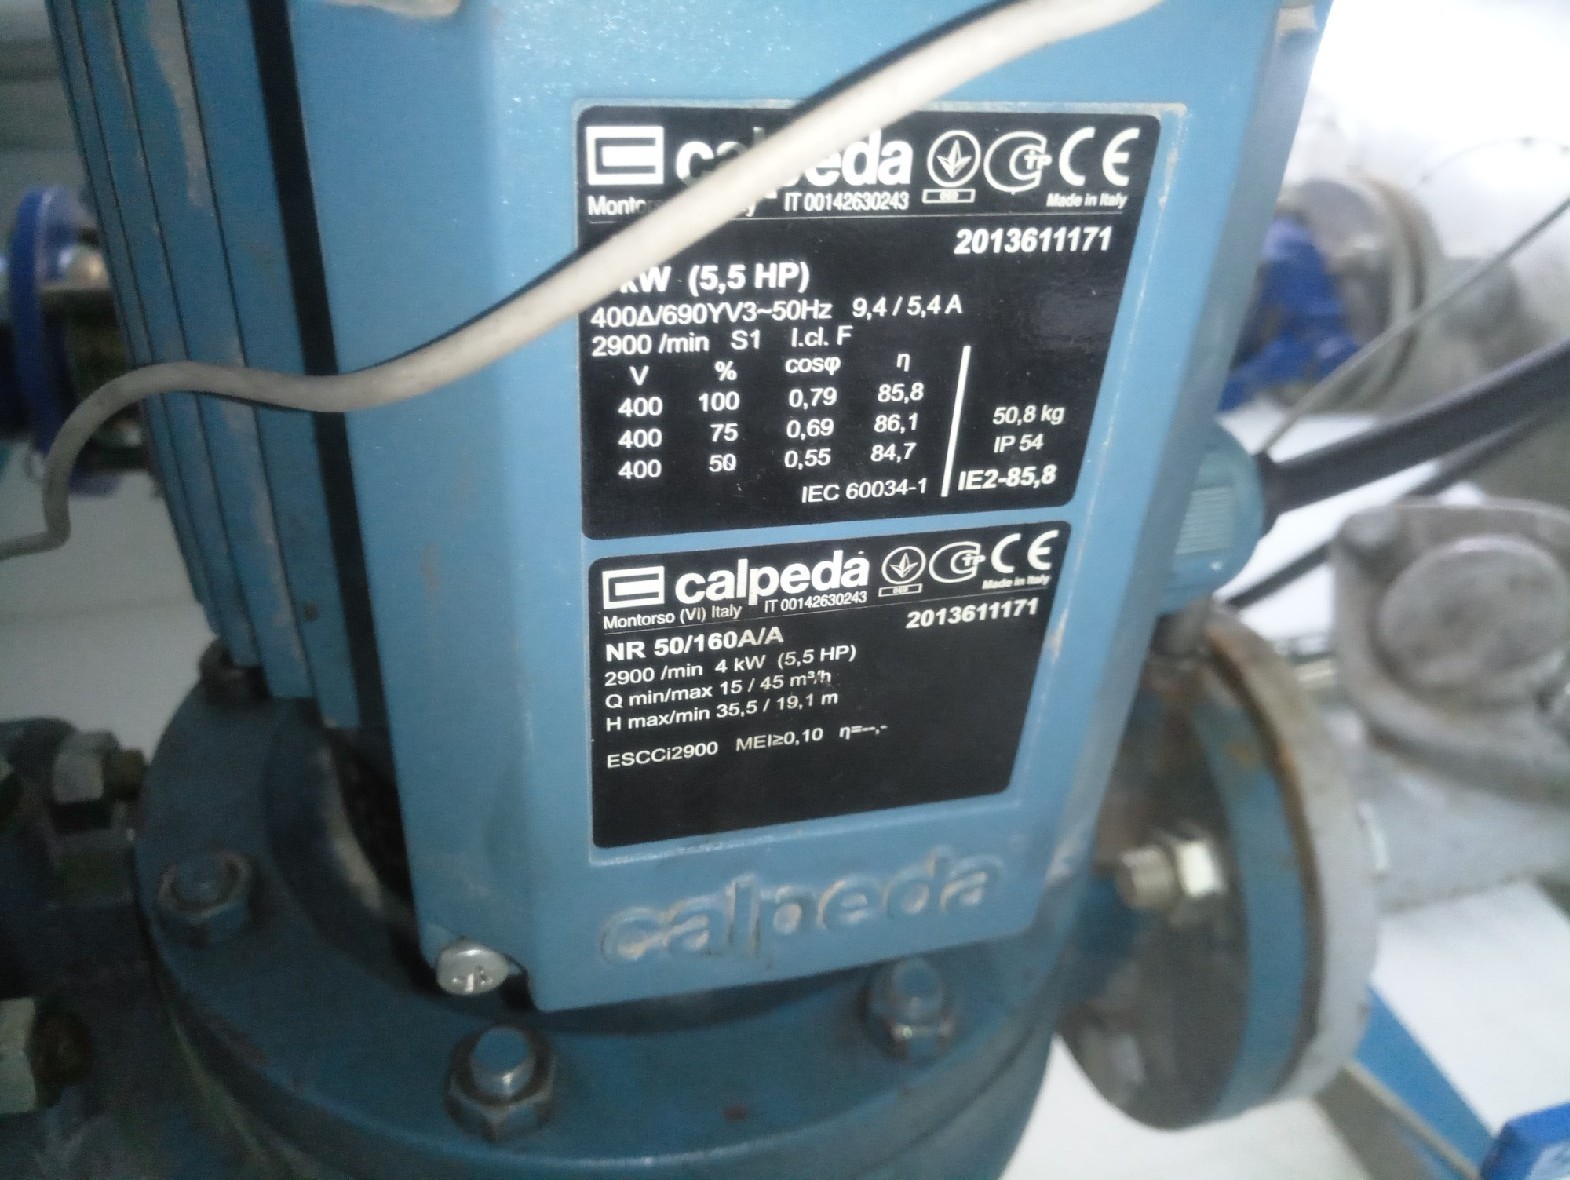 calpeda CE
IT 00142630243 Made in Italy
2013611171
kW (5,5 HP)
400Δ/690YV3~50Hz 9,4 / 5,4 A
2900 /min S1 I.cl. F
V % cosφ η
400 100 0,79 85,8
400 75 0,69 86,1
400 50 0,55 84,7
50,8 kg
IP 54
IEC 60034-1 IE2-85,8
calpeda CE
Montorso (VI) Italy IT 00142630243 Made in Italy
2013611171
NR 50/160A/A
2900 /min 4 kW (5,5 HP)
Q min/max 15 / 45 m³/h
H max/min 35,5 / 19,1 m
ESCCi2900 MEI≥0,10 η=--,-
calpeda